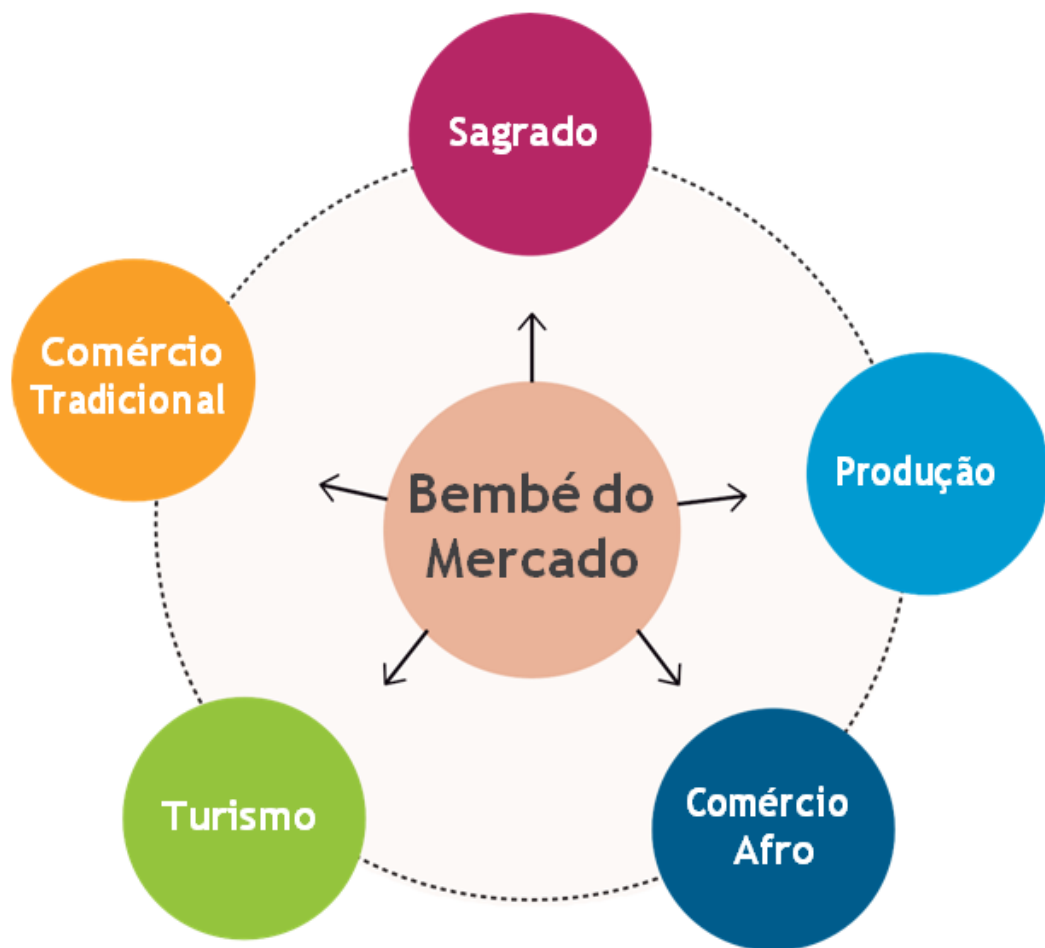 Sagrado
Comércio
Tradicional
Produção
Bembé do
Mercado
Turismo
Comércio
Afro